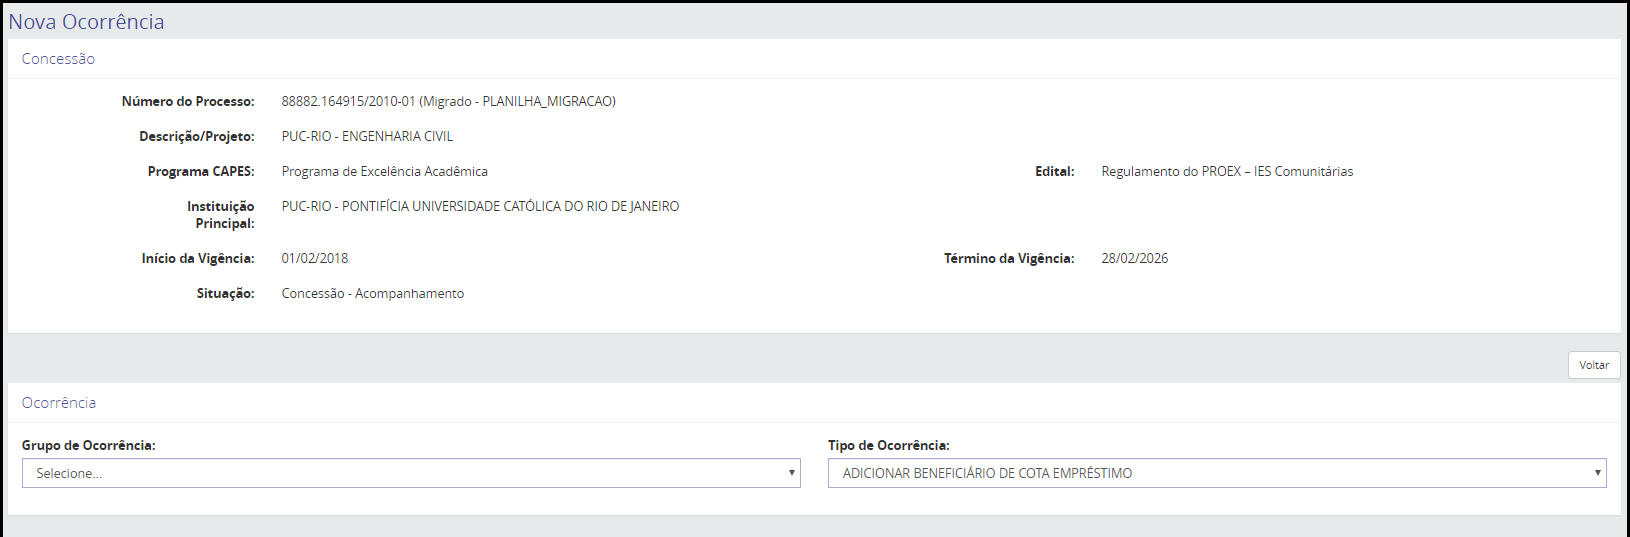 Nova Ocorrência
Concessão
Número do Processo: 88882.164915/2010-01 (Migrado - PLANILHA_MIGRACAO)
Descrição/Projeto: PUC-RIO - ENGENHARIA CIVIL
Programa CAPES: Programa de Excelência Acadêmica Edital: Regulamento do PROEX – IES Comunitárias
Instituição PUC-RIO - PONTIFÍCIA UNIVERSIDADE CATÓLICA DO RIO DE JANEIRO
Principal:
Início da Vigência: 01/02/2018 Término da Vigência: 28/02/2026
Situação: Concessão - Acompanhamento
Voltar
Ocorrência
Grupo de Ocorrência: Tipo de Ocorrência:
Selecione... ADICIONAR BENEFICIÁRIO DE COTA EMPRÉSTIMO